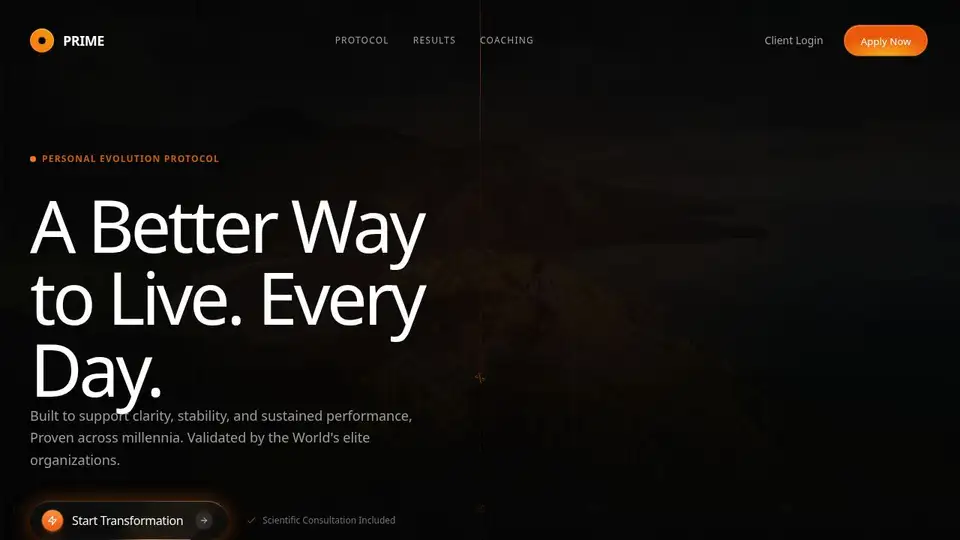 PRIME
PROTOCOL
RESULTS
COACHING
Client Login
Apply Now
PERSONAL EVOLUTION PROTOCOL
A Better Way
to Live. Every
Day.
Built to support clarity, stability, and sustained performance,
Proven across millennia. Validated by the World's elite
organizations.
Start Transformation
Scientific Consultation Included